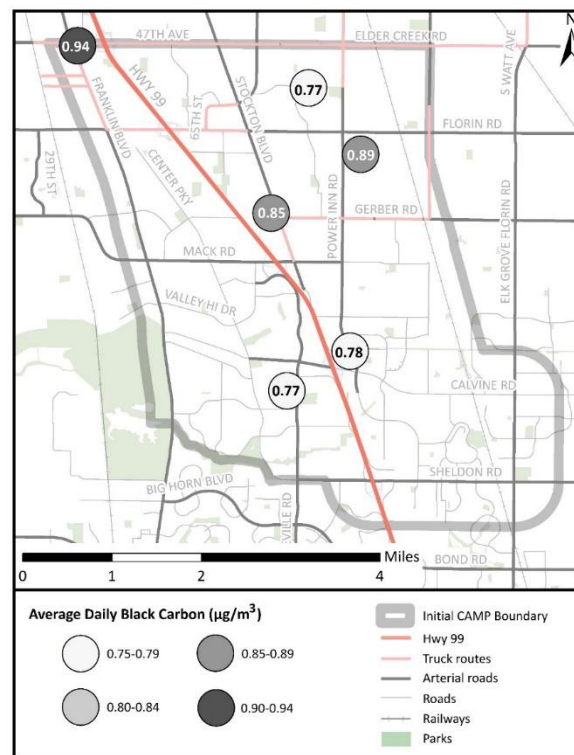 N
0.94
47TH AVE
ELDER CREEK RD
S WATT AVE
HWY 99
STOCKTON BLVD
0.77
65TH ST
FRANKLIN BLVD
FLORIN RD
29TH ST
CENTER PKY
0.89
POWER INN RD
0.85
GERBER RD
ELK GROVE FLORIN RD
MACK RD
VALLEY HI DR
0.78
0.77
CALVINE RD
BIG HORN BLVD
SHELDON RD
EVILLE RD
BOND RD
Miles
0 1 2 4
Average Daily Black Carbon (µg/m³)
0.75-0.79
0.85-0.89
0.80-0.84
0.90-0.94
Initial CAMP Boundary
Hwy 99
Truck routes
Arterial roads
Roads
Railways
Parks